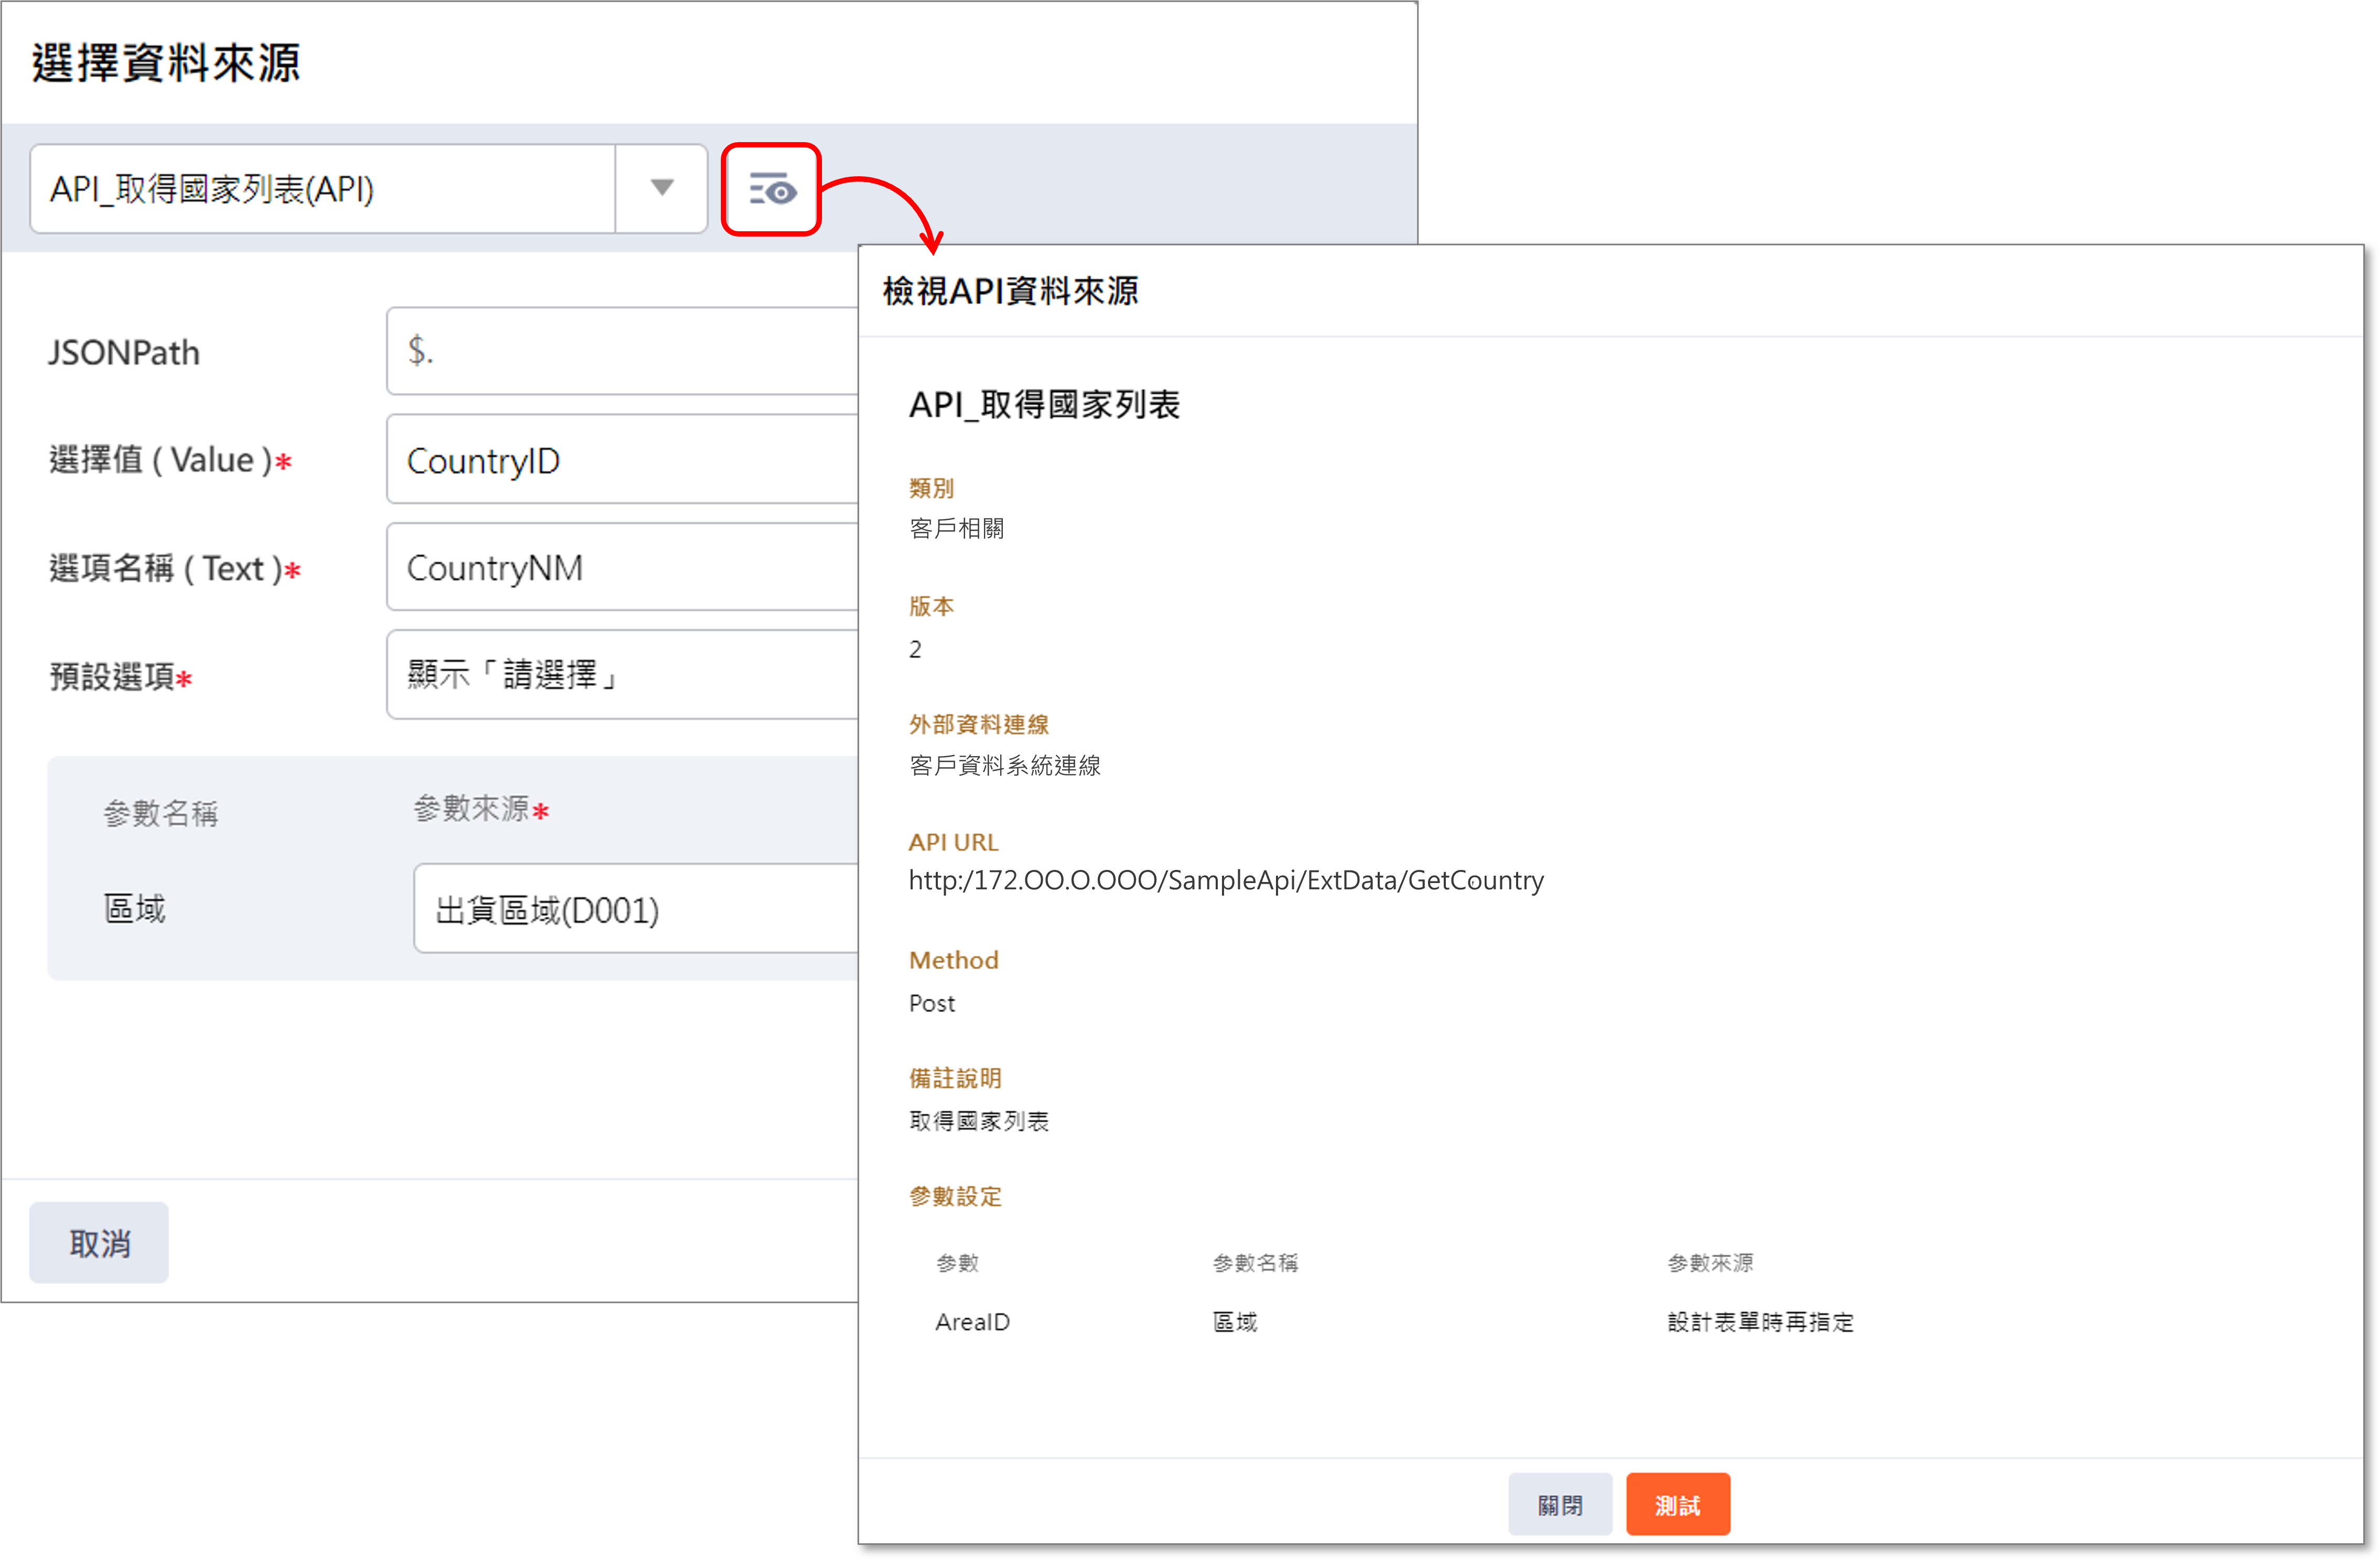 選擇資料來源
API_取得國家列表(API)
JSONPath
$.
選擇值 ( Value )*
CountryID
選項名稱 ( Text )*
CountryNM
預設選項*
顯示「請選擇」
參數名稱
參數來源*
區域
出貨區域(D001)
取消
檢視API資料來源
API_取得國家列表
類別
客戶相關
版本
2
外部資料連線
客戶資料系統連線
API URL
http:/172.OO.O.OOO/SampleApi/ExtData/GetCountry
Method
Post
備註說明
取得國家列表
參數設定
參數 參數名稱 參數來源
AreaID 區域 設計表單時再指定
關閉
測試